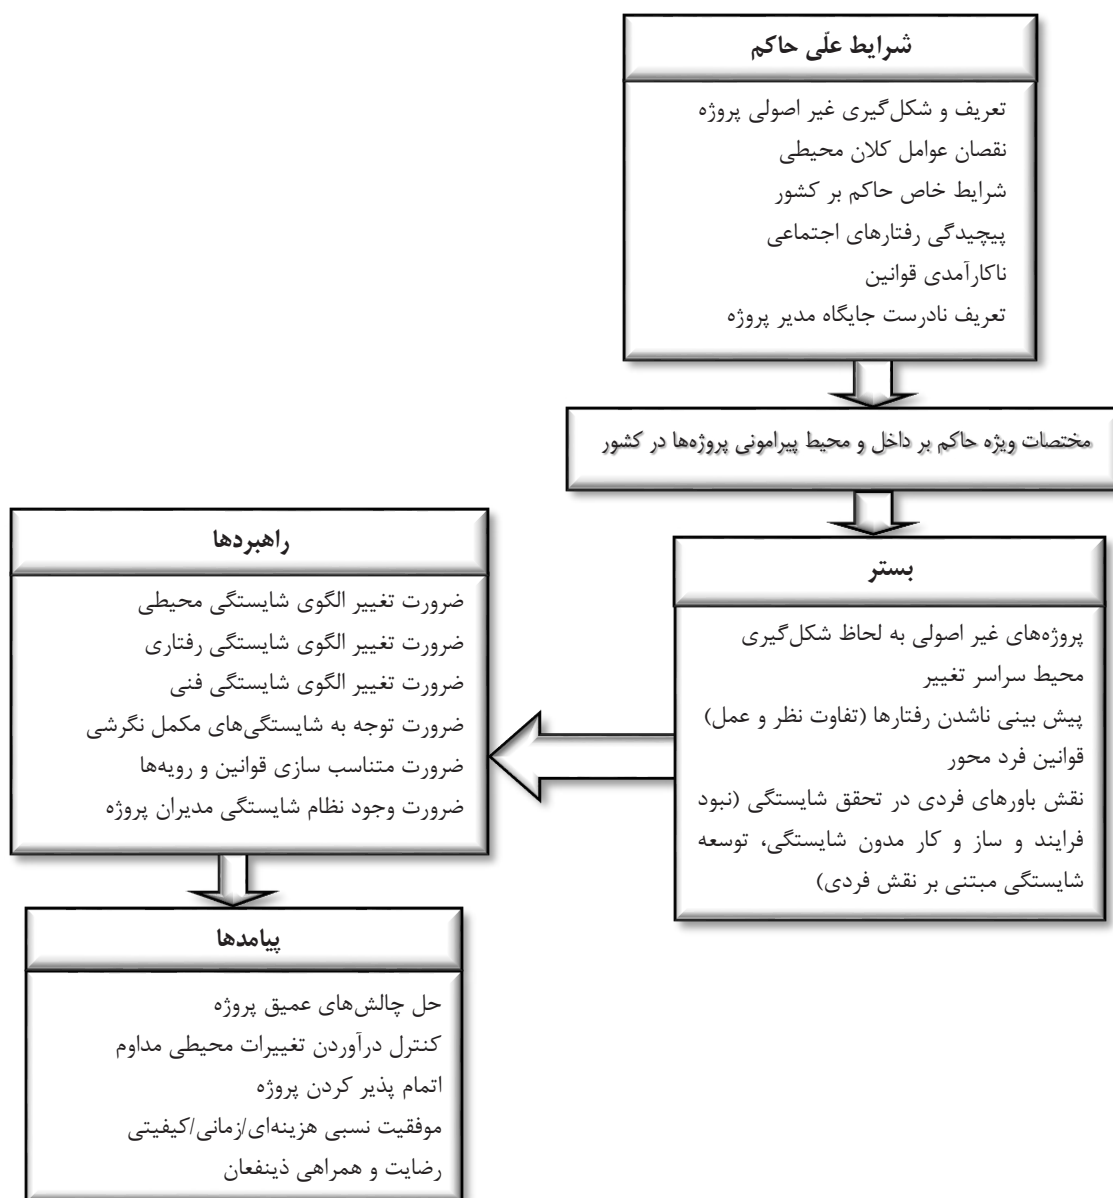 شرایط علّی حاکم
تعریف و شکل‌گیری غیر اصولی پروژه
نقصان عوامل کلان محیطی
شرایط خاص حاکم بر کشور
پیچیدگی رفتارهای اجتماعی
ناکارآمدی قوانین
تعریف نادرست جایگاه مدیر پروژه
مختصات ویژه حاکم بر داخل و محیط پیرامونی پروژه‌ها در کشور
بستر
پروژه‌های غیر اصولی به لحاظ شکل‌گیری
محیط سراسر تغییر
پیش بینی ناشدن رفتارها (تفاوت نظر و عمل)
قوانین فرد محور
نقش باورهای فردی در تحقق شایستگی (نبود
فرایند و ساز و کار مدون شایستگی، توسعه
شایستگی مبتنی بر نقش فردی)
راهبردها
ضرورت تغییر الگوی شایستگی محیطی
ضرورت تغییر الگوی شایستگی رفتاری
ضرورت تغییر الگوی شایستگی فنی
ضرورت توجه به شایستگی‌های مکمل نگرشی
ضرورت متناسب سازی قوانین و رویه‌ها
ضرورت وجود نظام شایستگی مدیران پروژه
پیامدها
حل چالش‌های عمیق پروژه
کنترل درآوردن تغییرات محیطی مداوم
اتمام پذیر کردن پروژه
موفقیت نسبی هزینه‌ای/زمانی/کیفیتی
رضایت و همراهی ذینفعان